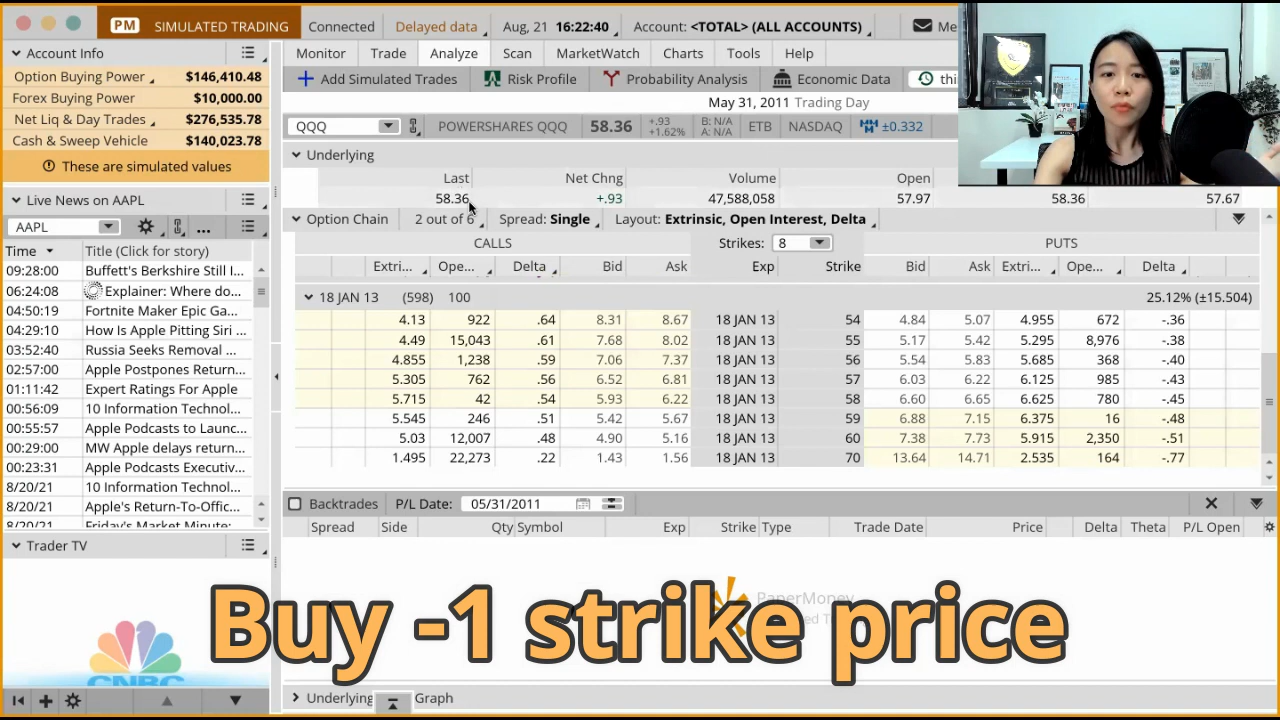 PM SIMULATED TRADING Connected Delayed data Aug, 21 16:22:40 Account: <TOTAL> (ALL ACCOUNTS) Me
Account Info
Option Buying Power $146,410.48
Forex Buying Power $10,000.00
Net Liq & Day Trades $276,535.78
Cash & Sweep Vehicle $140,023.78
These are simulated values
Live News on AAPL
AAPL ...
Time Title (Click for story)
09:28:00 Buffett's Berkshire Still I...
06:24:08 Explainer: Where do...
04:50:19 Fortnite Maker Epic Ga...
04:29:10 How Is Apple Pitting Siri ...
03:52:40 Russia Seeks Removal ...
02:57:00 Apple Postpones Return...
01:11:42 Expert Ratings For Apple
00:56:09 10 Information Technol...
00:55:57 Apple Podcasts to Launc...
00:29:00 MW Apple delays return...
00:23:31 Apple Podcasts Executiv...
8/20/21 10 Information Technol...
8/20/21 Apple's Return-To-Offic...
8/20/21 Friday's Market Minute:
Trader TV
CNBC
Monitor Trade Analyze Scan MarketWatch Charts Tools Help
Add Simulated Trades Risk Profile Probability Analysis Economic Data thi
May 31, 2011 Trading Day
QQQ POWERSHARES QQQ 58.36 +.93 +1.62% B: N/A A: N/A ETB NASDAQ ±0.332
Underlying
Last Net Chng Volume Open
58.36 +.93 47,588,058 57.97 58.36 57.67
Option Chain 2 out of 6 Spread: Single Layout: Extrinsic, Open Interest, Delta
CALLS Strikes: 8 PUTS
Extri... Ope... Delta Bid Ask Exp Strike Bid Ask Extri... Ope... Delta
18 JAN 13 (598) 100 25.12% (±15.504)
4.13 922 .64 8.31 8.67 18 JAN 13 54 4.84 5.07 4.955 672 -.36
4.49 15,043 .61 7.68 8.02 18 JAN 13 55 5.17 5.42 5.295 8,976 -.38
4.855 1,238 .59 7.06 7.37 18 JAN 13 56 5.54 5.83 5.685 368 -.40
5.305 762 .56 6.52 6.81 18 JAN 13 57 6.03 6.22 6.125 985 -.43
5.715 42 .54 5.93 6.22 18 JAN 13 58 6.60 6.65 6.625 780 -.45
5.545 246 .51 5.42 5.67 18 JAN 13 59 6.88 7.15 6.375 16 -.48
5.03 12,007 .48 4.90 5.16 18 JAN 13 60 7.38 7.73 5.915 2,350 -.51
1.495 22,273 .22 1.43 1.56 18 JAN 13 70 13.64 14.71 2.535 164 -.77
Backtrades P/L Date: 05/31/2011
Spread Side Qty Symbol Exp Strike Type Trade Date Price Delta Theta P/L Open
PaperMoney
Buy -1 strike price
Underlying Graph